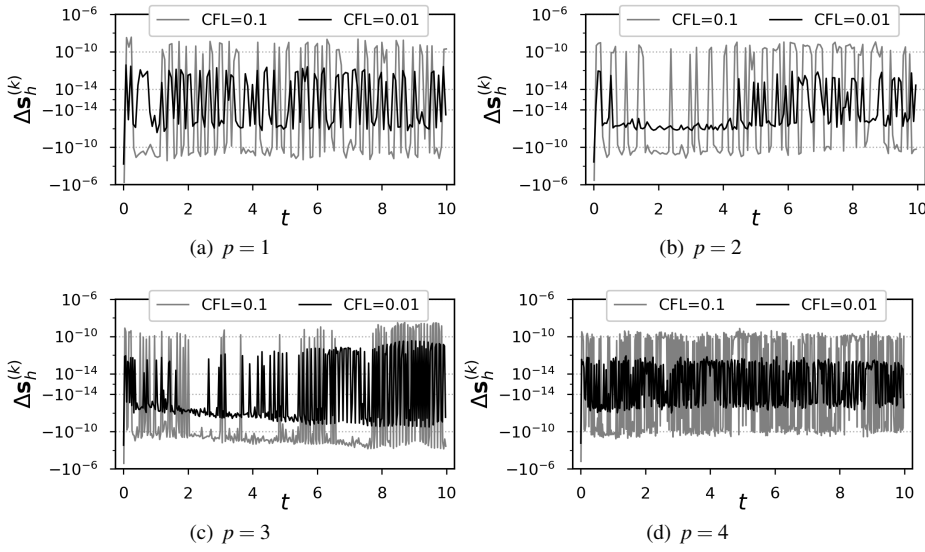 CFL=0.1 CFL=0.01
10⁻⁶
10⁻¹⁰
10⁻¹⁴
−10⁻¹⁴
−10⁻¹⁰
−10⁻⁶
Δs_h^(k)
0 2 4 6 8 10
t
(a) p = 1
CFL=0.1 CFL=0.01
10⁻⁶
10⁻¹⁰
10⁻¹⁴
−10⁻¹⁴
−10⁻¹⁰
−10⁻⁶
Δs_h^(k)
0 2 4 6 8 10
t
(b) p = 2
CFL=0.1 CFL=0.01
10⁻⁶
10⁻¹⁰
10⁻¹⁴
−10⁻¹⁴
−10⁻¹⁰
−10⁻⁶
Δs_h^(k)
0 2 4 6 8 10
t
(c) p = 3
CFL=0.1 CFL=0.01
10⁻⁶
10⁻¹⁰
10⁻¹⁴
−10⁻¹⁴
−10⁻¹⁰
−10⁻⁶
Δs_h^(k)
0 2 4 6 8 10
t
(d) p = 4